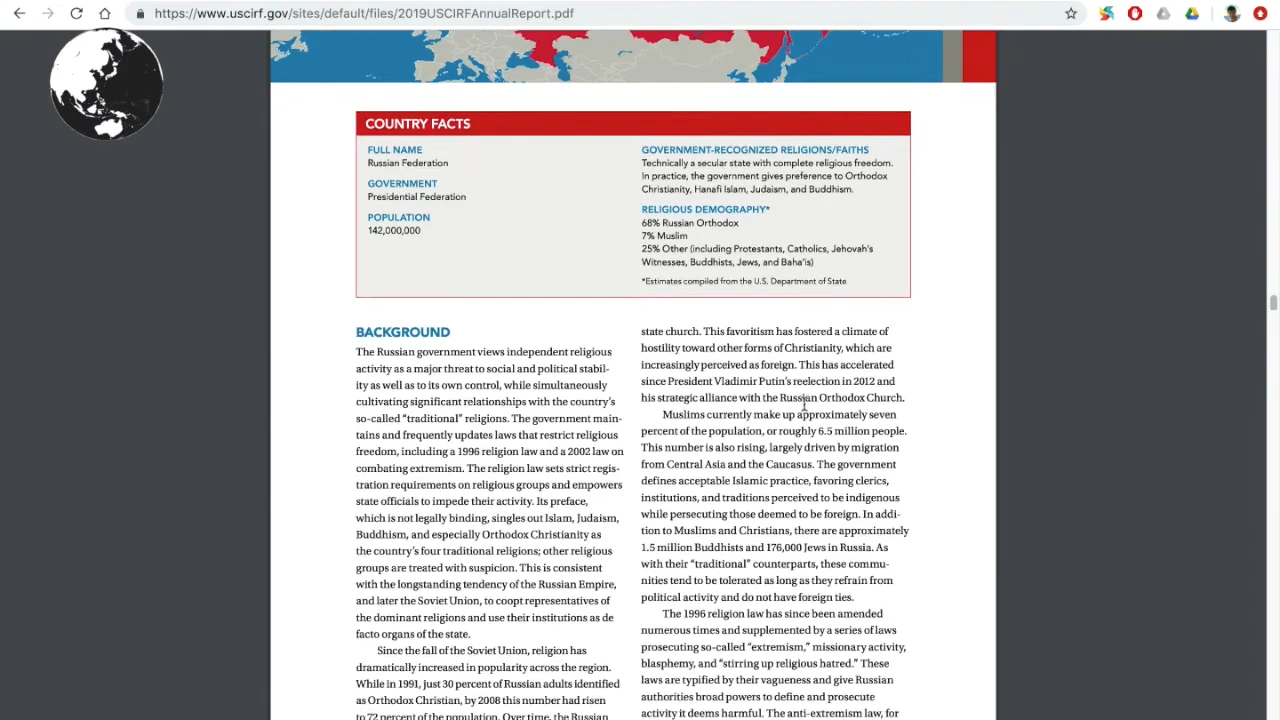 https://www.uscirf.gov/sites/default/files/2019USCIRFAnnualReport.pdf
COUNTRY FACTS
FULL NAME
Russian Federation
GOVERNMENT
Presidential Federation
POPULATION
142,000,000
GOVERNMENT-RECOGNIZED RELIGIONS/FAITHS
Technically a secular state with complete religious freedom.
In practice, the government gives preference to Orthodox
Christianity, Hanafi Islam, Judaism, and Buddhism.
RELIGIOUS DEMOGRAPHY*
68% Russian Orthodox
7% Muslim
25% Other (including Protestants, Catholics, Jehovah's
Witnesses, Buddhists, Jews, and Baha'is)
*Estimates compiled from the U.S. Department of State
BACKGROUND
The Russian government views independent religious
activity as a major threat to social and political stabil-
ity as well as to its own control, while simultaneously
cultivating significant relationships with the country's
so-called “traditional” religions. The government main-
tains and frequently updates laws that restrict religious
freedom, including a 1996 religion law and a 2002 law on
combating extremism. The religion law sets strict regis-
tration requirements on religious groups and empowers
state officials to impede their activity. Its preface,
which is not legally binding, singles out Islam, Judaism,
Buddhism, and especially Orthodox Christianity as
the country's four traditional religions; other religious
groups are treated with suspicion. This is consistent
with the longstanding tendency of the Russian Empire,
and later the Soviet Union, to coopt representatives of
the dominant religions and use their institutions as de
facto organs of the state.
Since the fall of the Soviet Union, religion has
dramatically increased in popularity across the region.
While in 1991, just 30 percent of Russian adults identified
as Orthodox Christian, by 2008 this number had risen
to 72 percent of the population. Over time, the Russian
state church. This favoritism has fostered a climate of
hostility toward other forms of Christianity, which are
increasingly perceived as foreign. This has accelerated
since President Vladimir Putin's reelection in 2012 and
his strategic alliance with the Russian Orthodox Church.
Muslims currently make up approximately seven
percent of the population, or roughly 6.5 million people.
This number is also rising, largely driven by migration
from Central Asia and the Caucasus. The government
defines acceptable Islamic practice, favoring clerics,
institutions, and traditions perceived to be indigenous
while persecuting those deemed to be foreign. In addi-
tion to Muslims and Christians, there are approximately
1.5 million Buddhists and 176,000 Jews in Russia. As
with their “traditional” counterparts, these commu-
nities tend to be tolerated as long as they refrain from
political activity and do not have foreign ties.
The 1996 religion law has since been amended
numerous times and supplemented by a series of laws
prosecuting so-called “extremism,” missionary activity,
blasphemy, and “stirring up religious hatred.” These
laws are typified by their vagueness and give Russian
authorities broad powers to define and prosecute
activity it deems harmful. The anti-extremism law, for